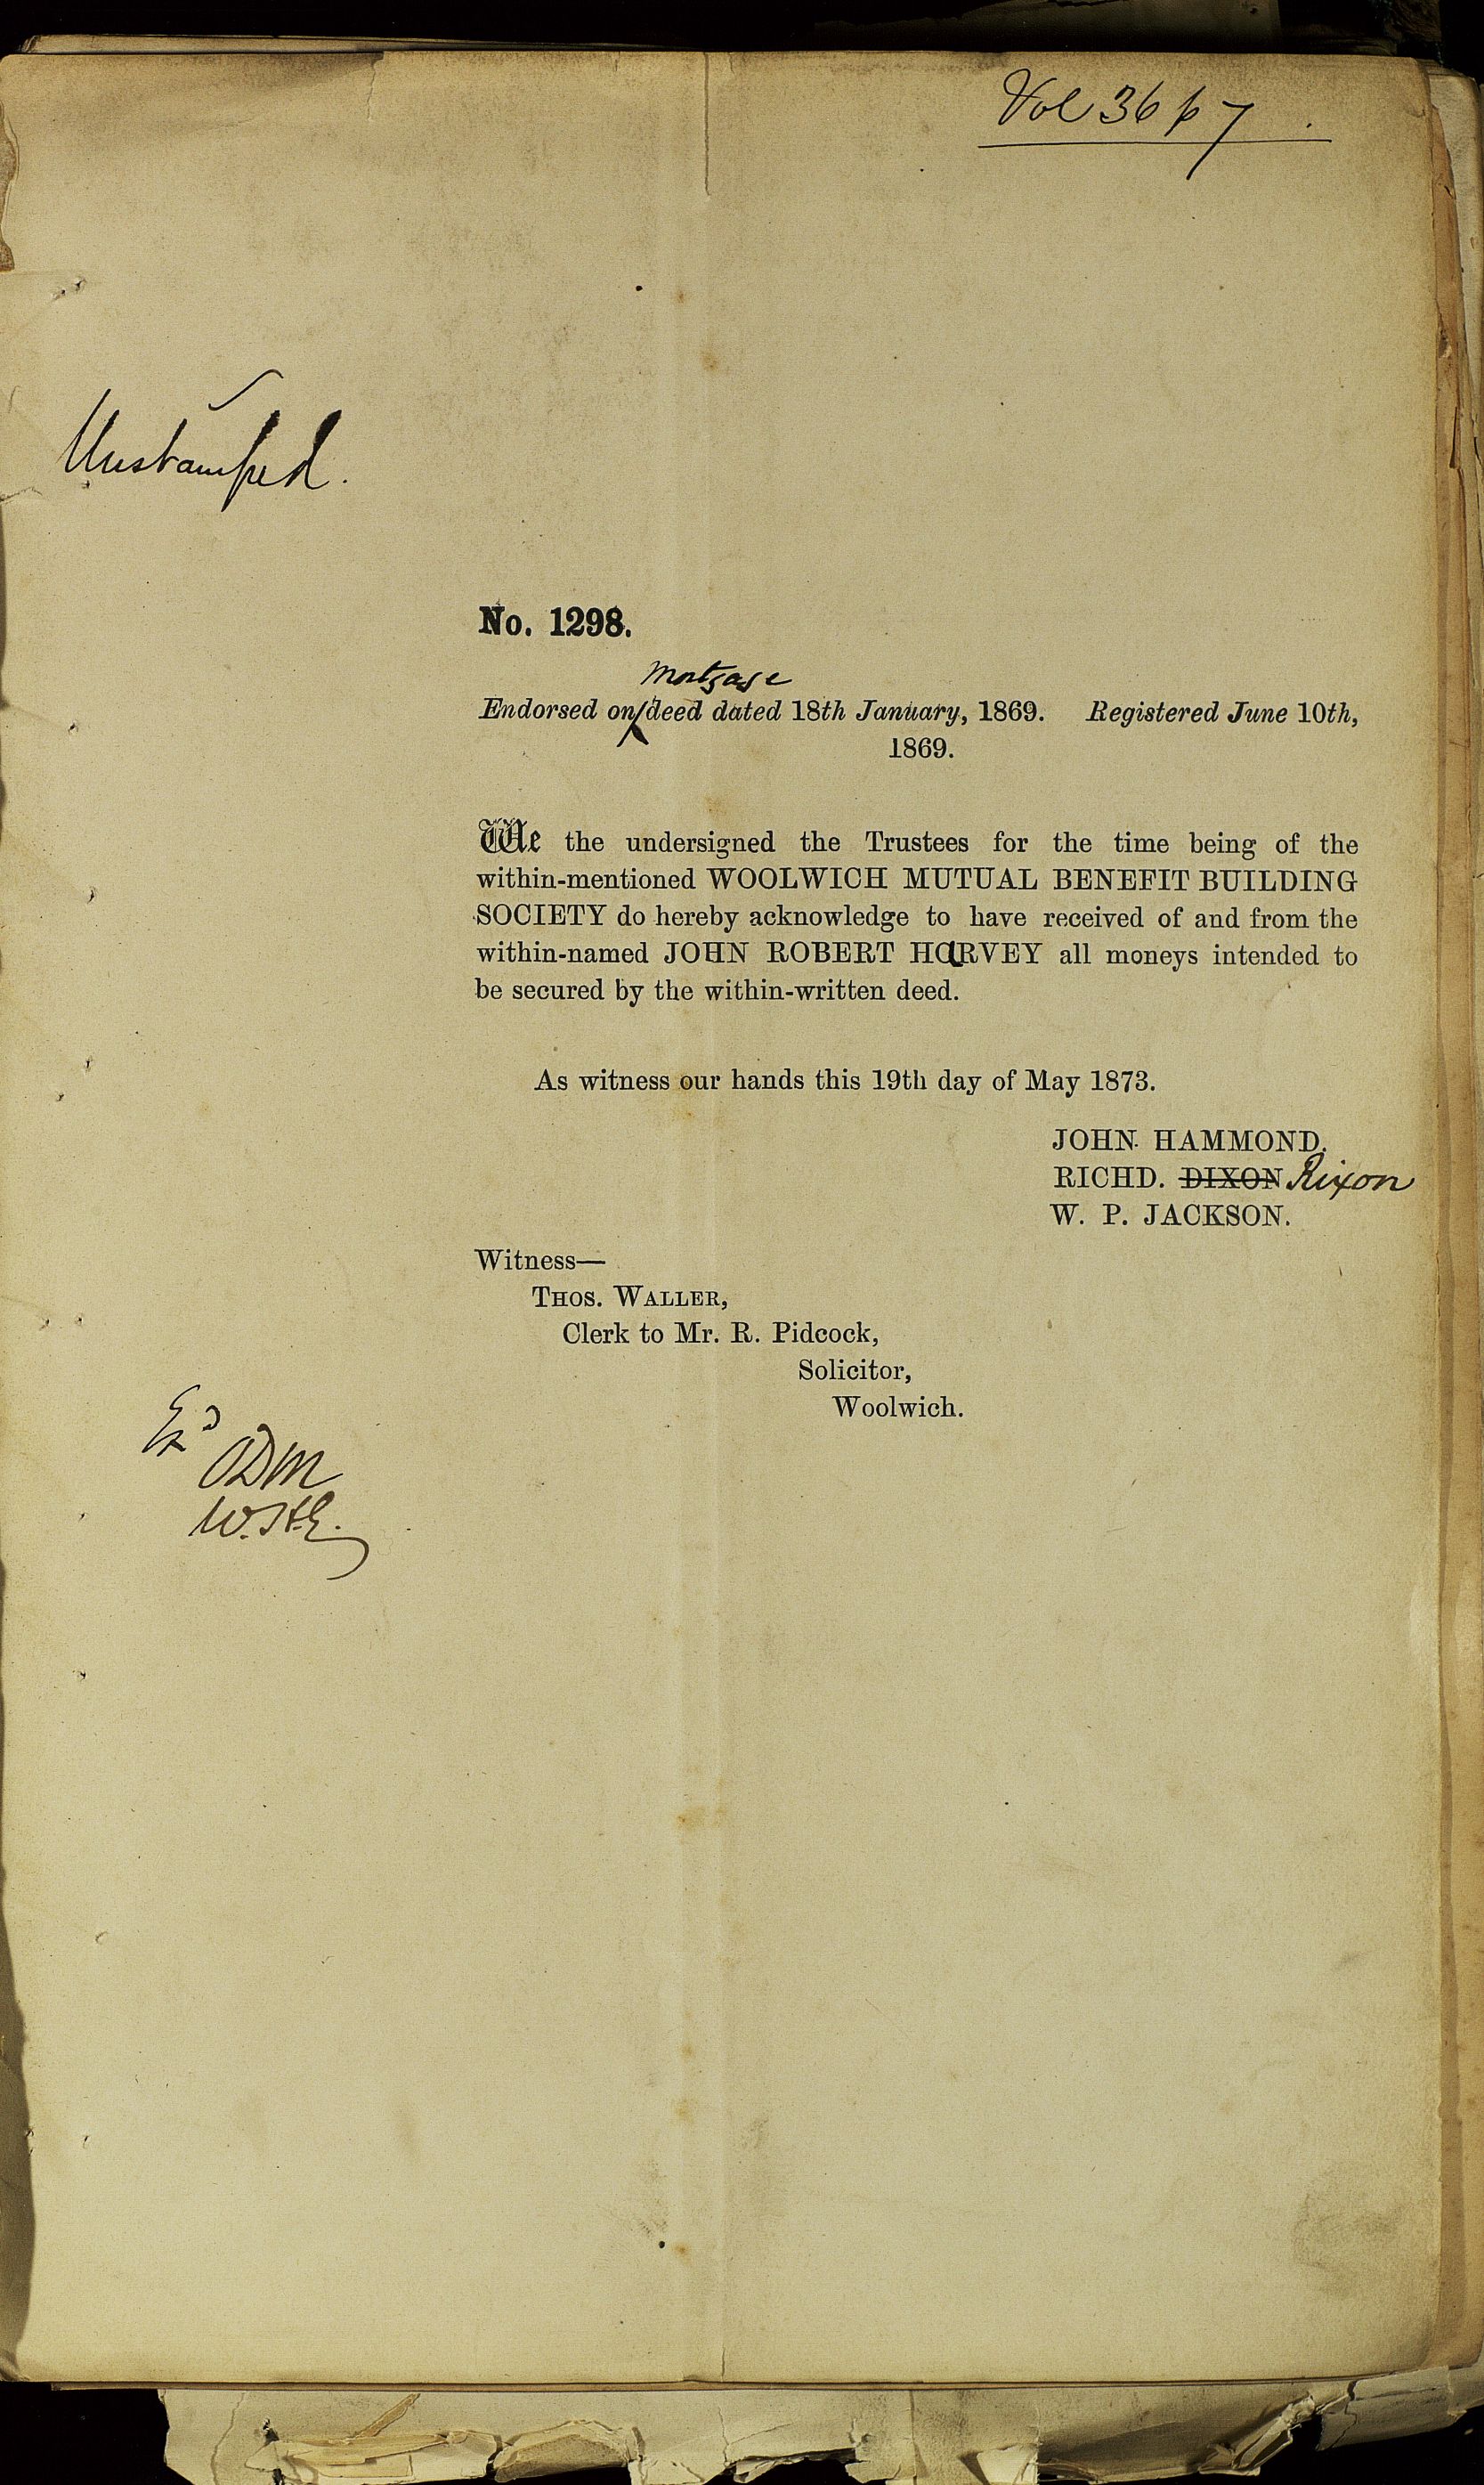 Vol 36 p 7
Unstamped.
No. 1298.
Mortgage
Endorsed on deed dated 18th January, 1869. Registered June 10th,
1869.
We the undersigned the Trustees for the time being of the
within-mentioned WOOLWICH MUTUAL BENEFIT BUILDING
SOCIETY do hereby acknowledge to have received of and from the
within-named JOHN ROBERT HaRVEY all moneys intended to
be secured by the within-written deed.
As witness our hands this 19th day of May 1873.
JOHN HAMMOND.
RICHD. DIXON Rixon
W. P. JACKSON.
Witness—
THOS. WALLER,
Clerk to Mr. R. Pidcock,
Solicitor,
Woolwich.
Exd